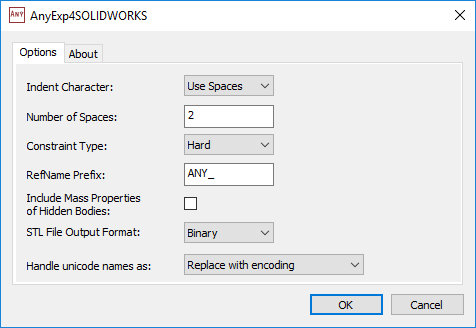 ANY AnyExp4SOLIDWORKS
Options About
Indent Character: Use Spaces
Number of Spaces: 2
Constraint Type: Hard
RefName Prefix: ANY_
Include Mass Properties
of Hidden Bodies:
STL File Output Format: Binary
Handle unicode names as: Replace with encoding
OK Cancel